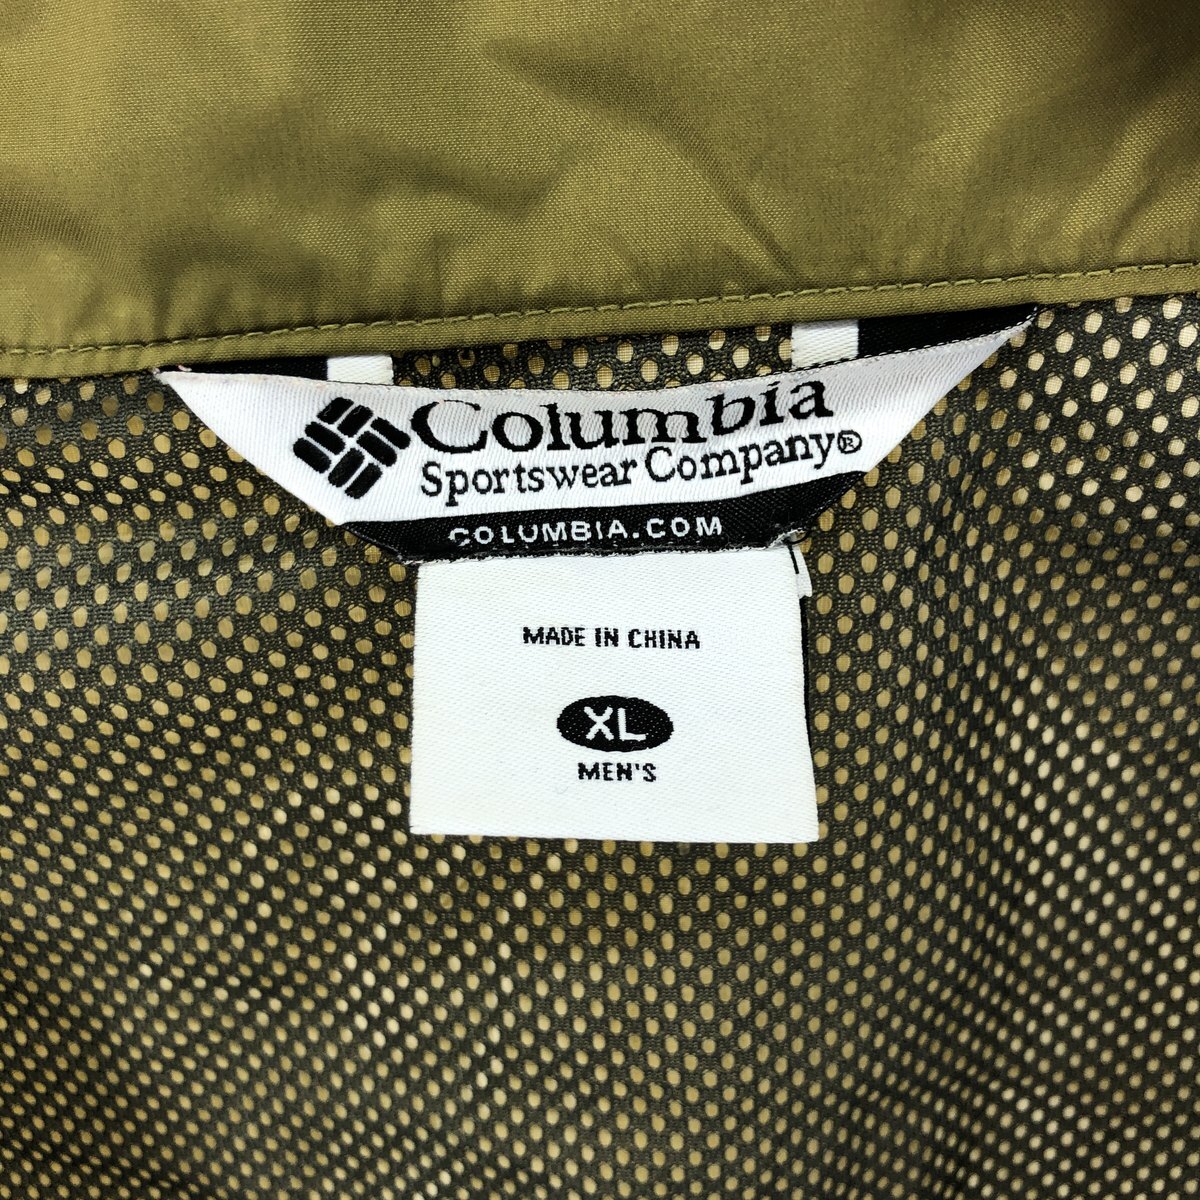 Columbia
Sportswear Company®
COLUMBIA.COM
MADE IN CHINA
XL
MEN'S